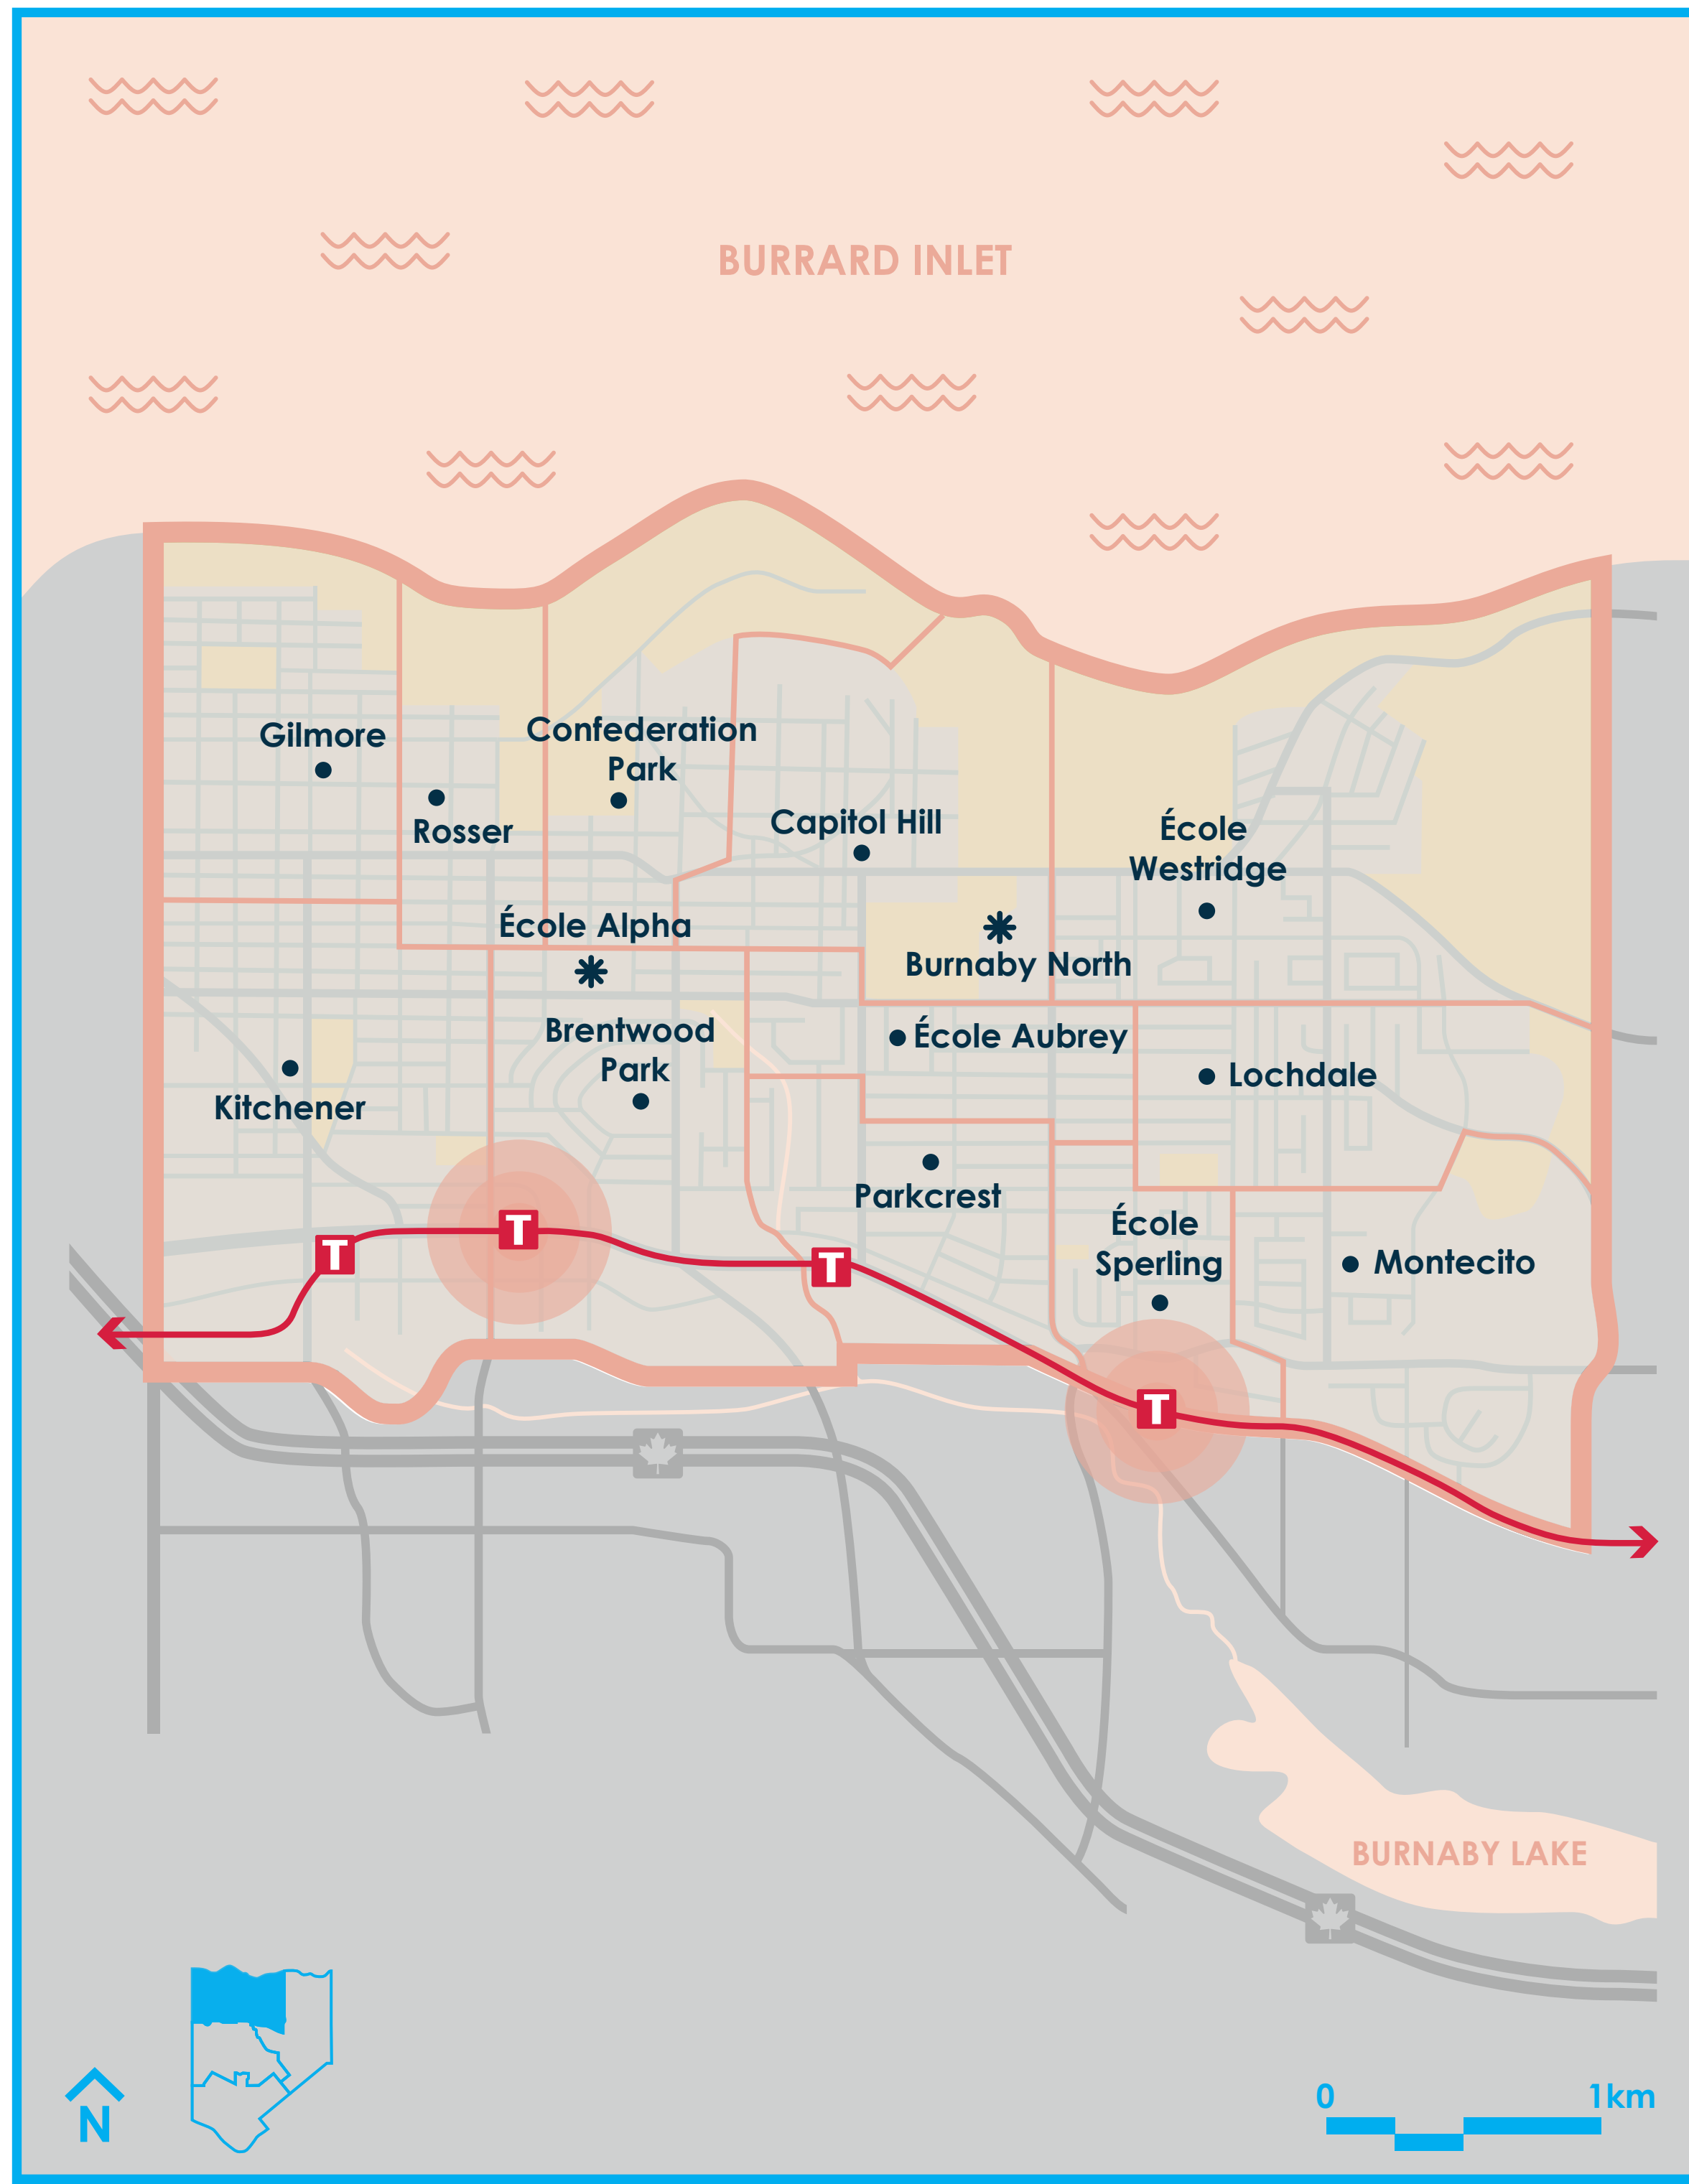 BURRARD INLET
Gilmore
Confederation
Park
Rosser
Capitol Hill
École
Westridge
École Alpha
Burnaby North
Brentwood
Park
École Aubrey
Lochdale
Kitchener
Parkcrest
École
Sperling
Montecito
T
T
T
T
BURNABY LAKE
N
0
1km